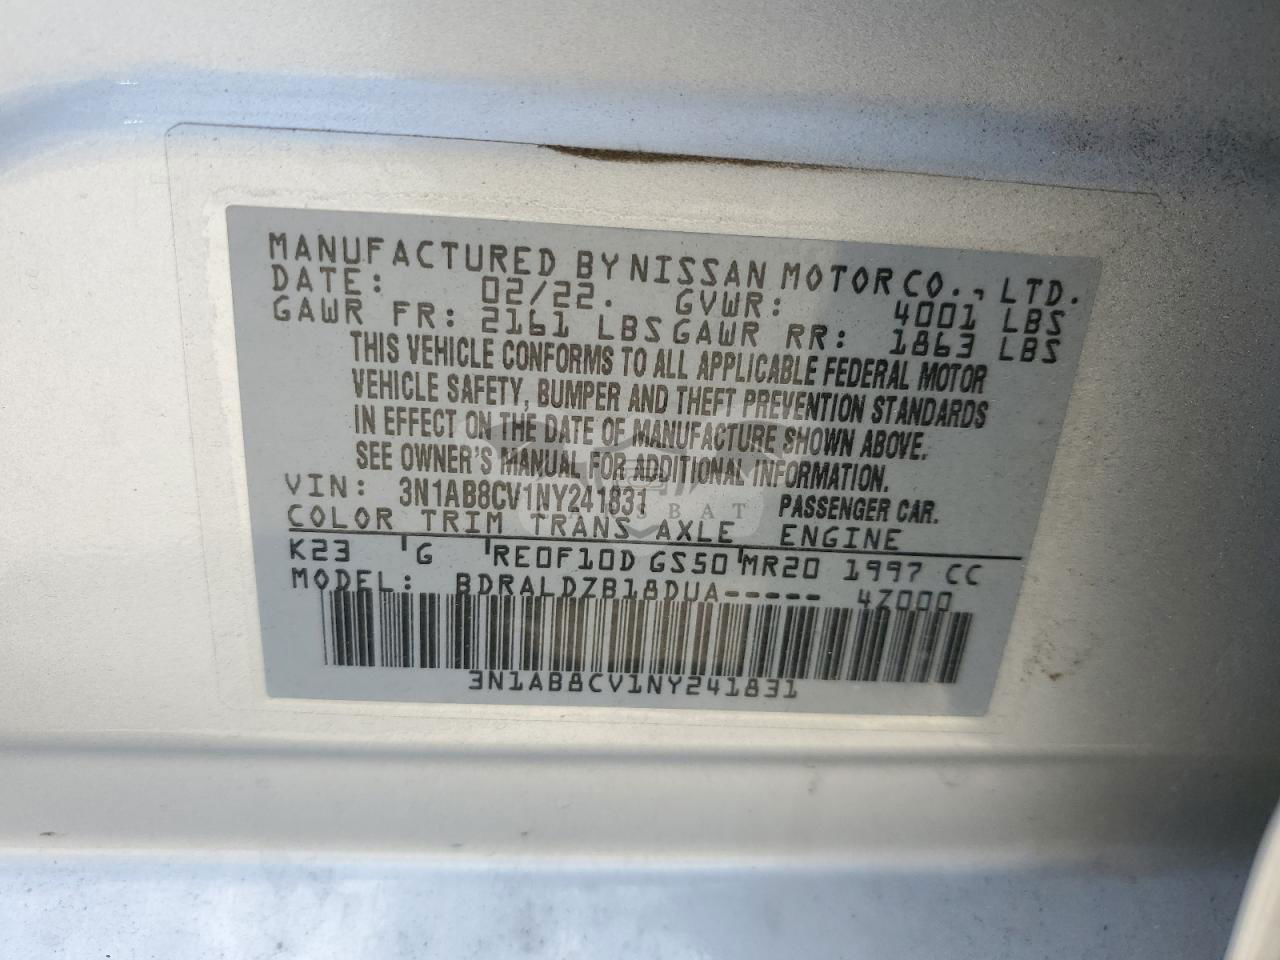 MANUFACTURED BY NISSAN MOTOR CO., LTD.
DATE: 02/22. GVWR: 4001 LBS
GAWR FR: 2161 LBS GAWR RR: 1863 LBS
THIS VEHICLE CONFORMS TO ALL APPLICABLE FEDERAL MOTOR
VEHICLE SAFETY, BUMPER AND THEFT PREVENTION STANDARDS
IN EFFECT ON THE DATE OF MANUFACTURE SHOWN ABOVE.
SEE OWNER'S MANUAL FOR ADDITIONAL INFORMATION.
VIN: 3N1AB8CV1NY241831 PASSENGER CAR.
COLOR TRIM TRANS AXLE ENGINE
K23 G RE0F10D GS50 MR20 1997 CC
MODEL: BDRALDZB18DUA----- 4Z000
3N1AB8CV1NY241831